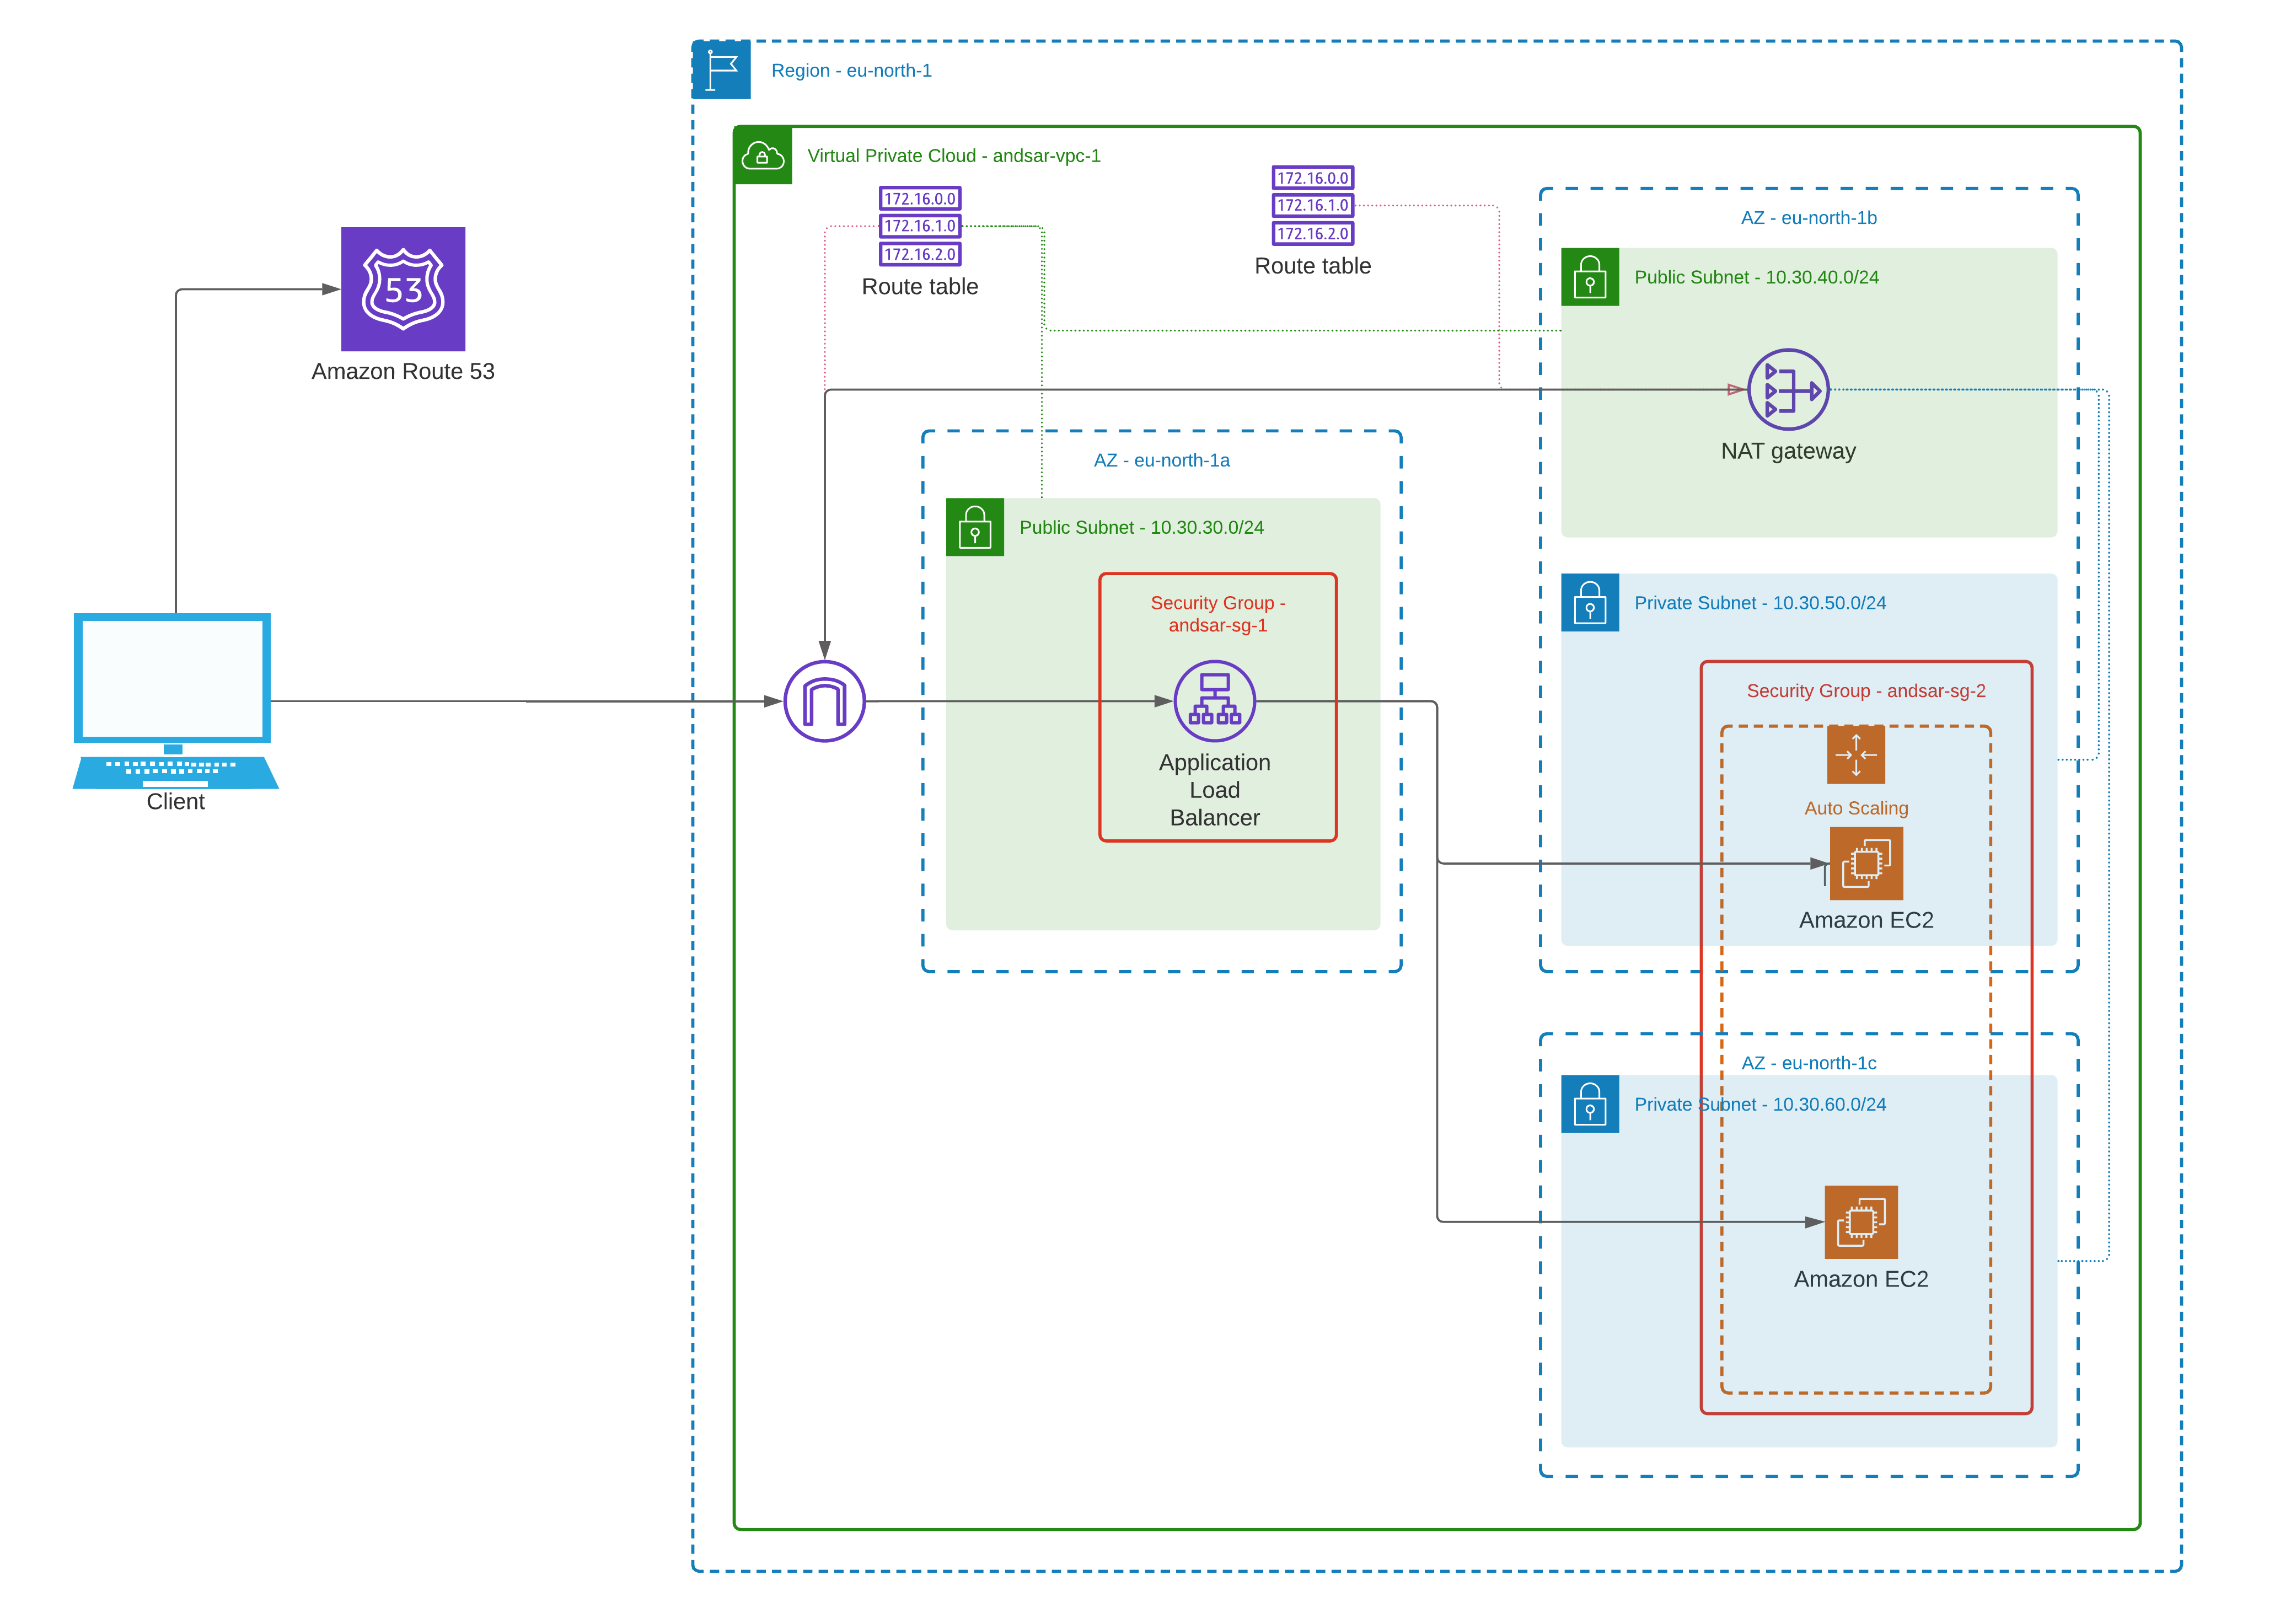 Region - eu-north-1
Virtual Private Cloud - andsar-vpc-1
172.16.0.0
172.16.1.0
172.16.2.0
Route table
172.16.0.0
172.16.1.0
172.16.2.0
Route table
53
Amazon Route 53
Client
AZ - eu-north-1a
Public Subnet - 10.30.30.0/24
Security Group -
andsar-sg-1
Application
Load
Balancer
AZ - eu-north-1b
Public Subnet - 10.30.40.0/24
NAT gateway
Private Subnet - 10.30.50.0/24
Security Group - andsar-sg-2
Auto Scaling
Amazon EC2
AZ - eu-north-1c
Private Subnet - 10.30.60.0/24
Amazon EC2